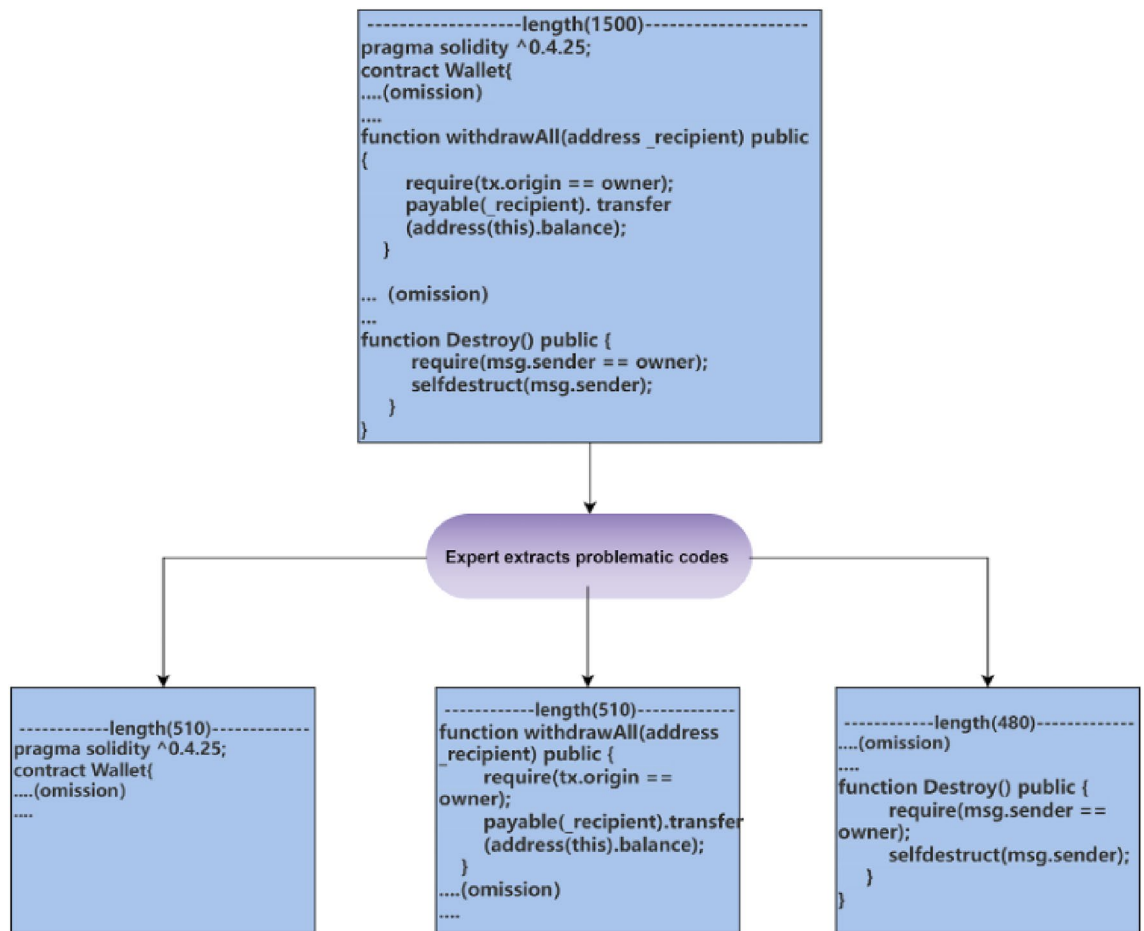 ------------------length(1500)------------------
pragma solidity ^0.4.25;
contract Wallet{
....(omission)
....
function withdrawAll(address _recipient) public
{
require(tx.origin == owner);
payable(_recipient). transfer
(address(this).balance);
}
... (omission)
...
function Destroy() public {
require(msg.sender == owner);
selfdestruct(msg.sender);
}
}
Expert extracts problematic codes
------------length(510)------------
pragma solidity ^0.4.25;
contract Wallet{
....(omission)
....
------------length(510)------------
function withdrawAll(address
_recipient) public {
require(tx.origin ==
owner);
payable(_recipient).transfer
(address(this).balance);
}
....(omission)
....
------------length(480)------------
....(omission)
....
function Destroy() public {
require(msg.sender ==
owner);
selfdestruct(msg.sender);
}
}